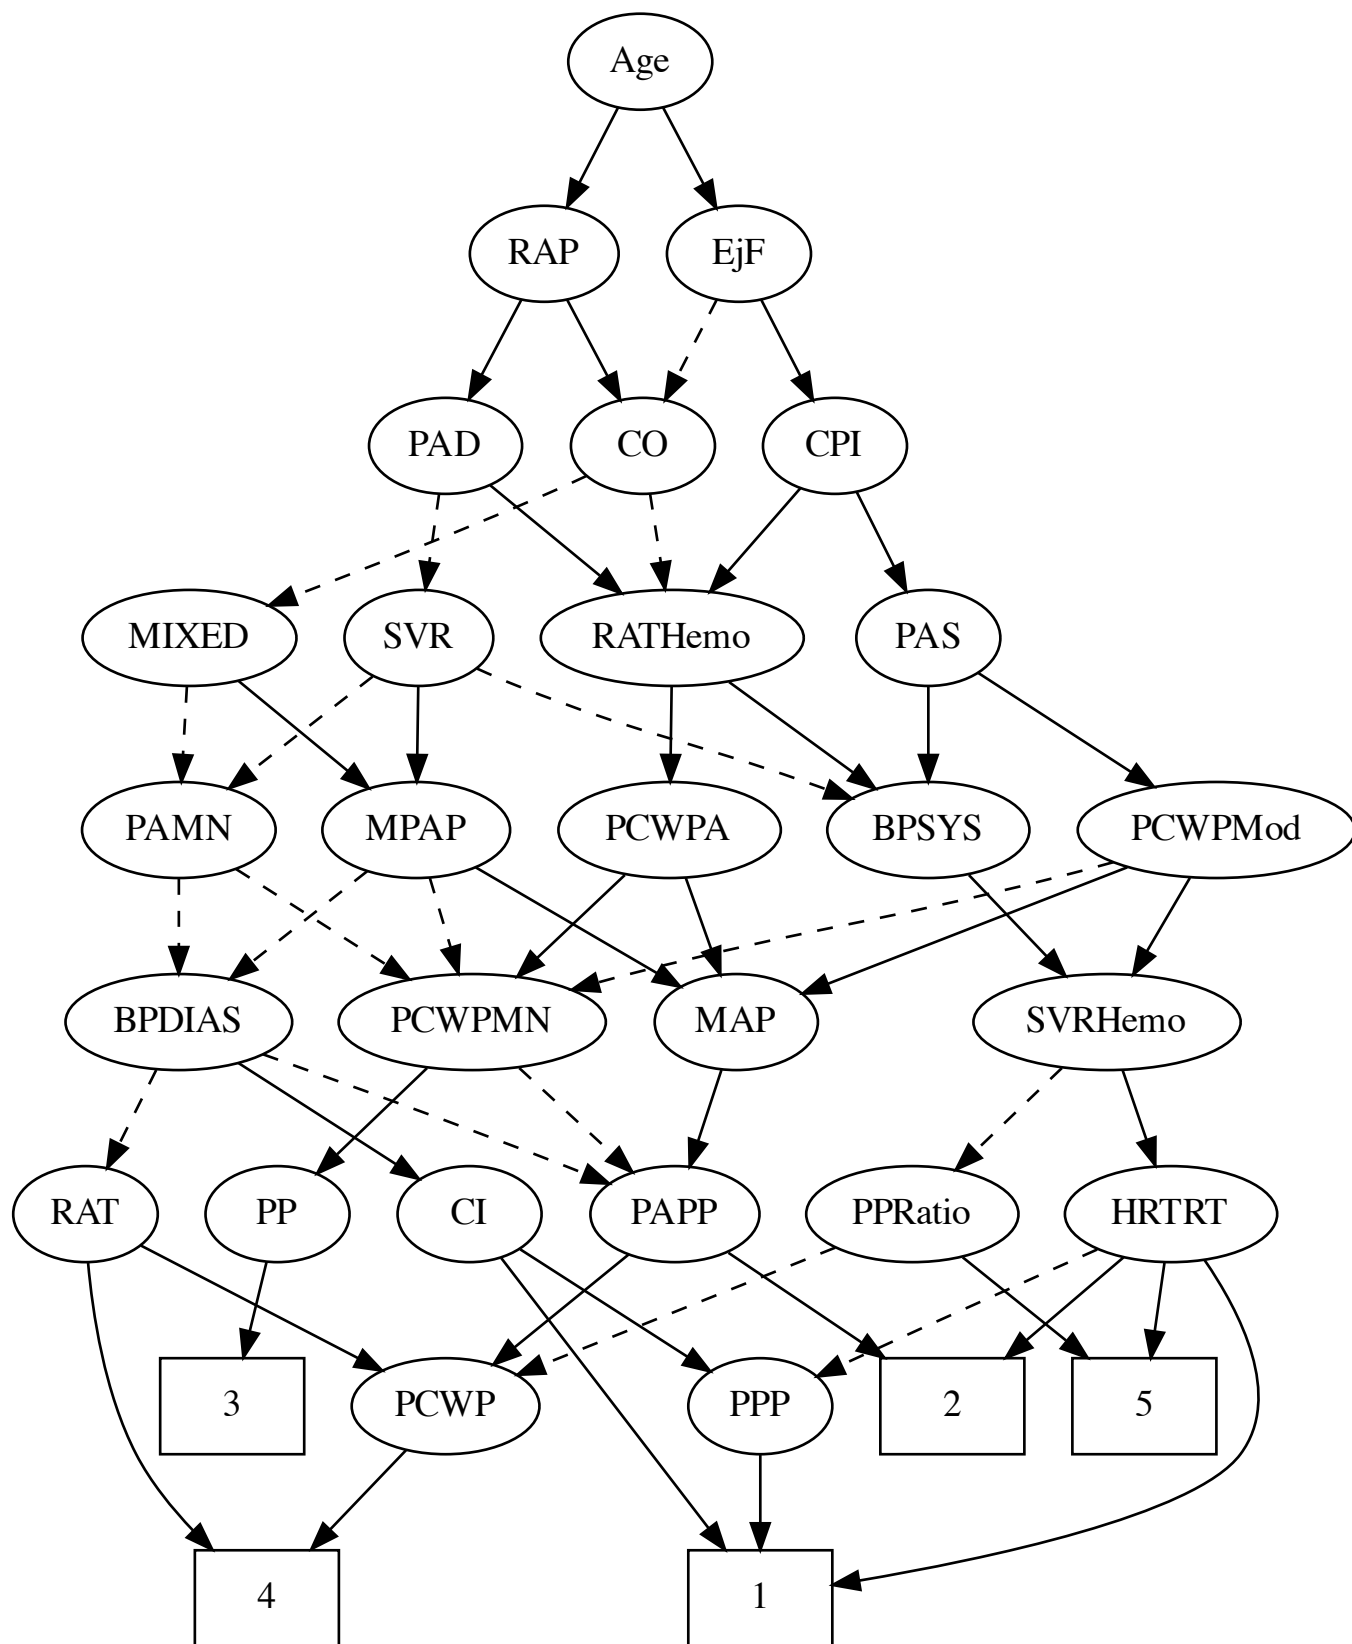 Age
RAP
EjF
PAD
CO
CPI
MIXED
SVR
RATHemo
PAS
PAMN
MPAP
PCWPA
BPSYS
PCWPMod
BPDIAS
PCWPMN
MAP
SVRHemo
RAT
PP
CI
PAPP
PPRatio
HRTRT
3
PCWP
PPP
2
5
4
1